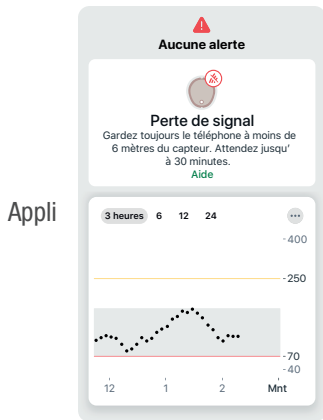 Aucune alerte
Perte de signal
Gardez toujours le téléphone à moins de
6 mètres du capteur. Attendez jusqu'
à 30 minutes.
Aide
Appli
3 heures 6 12 24
400
250
70
40
12 1 2 Mnt